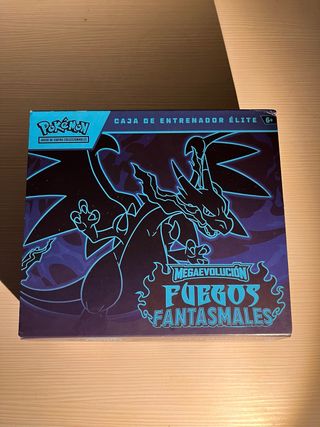 Pokémon
JUEGO DE CARTAS COLECCIONABLES
CAJA DE ENTRENADOR ÉLITE
6+
MEGAEVOLUCIÓN
FUEGOS
FANTASMALES